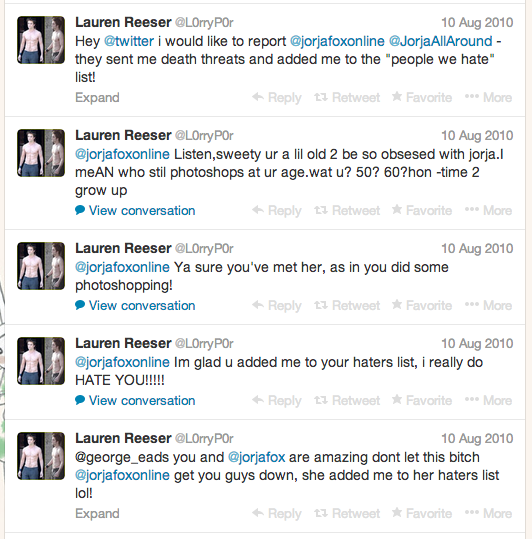 Lauren Reeser @L0rryP0r 10 Aug 2010
Hey @twitter i would like to report @jorjafoxonline @JorjaAllAround -
they sent me death threats and added me to the "people we hate"
list!
Expand Reply Retweet Favorite More
Lauren Reeser @L0rryP0r 10 Aug 2010
@jorjafoxonline Listen,sweety ur a lil old 2 be so obsesed with jorja.I
meAN who stil photoshops at ur age.wat u? 50? 60?hon -time 2
grow up
View conversation Reply Retweet Favorite More
Lauren Reeser @L0rryP0r 10 Aug 2010
@jorjafoxonline Ya sure you've met her, as in you did some
photoshopping!
View conversation Reply Retweet Favorite More
Lauren Reeser @L0rryP0r 10 Aug 2010
@jorjafoxonline Im glad u added me to your haters list, i really do
HATE YOU!!!!!
View conversation Reply Retweet Favorite More
Lauren Reeser @L0rryP0r 10 Aug 2010
@george_eads you and @jorjafox are amazing dont let this bitch
@jorjafoxonline get you guys down, she added me to her haters list
lol!
Expand Reply Retweet Favorite More